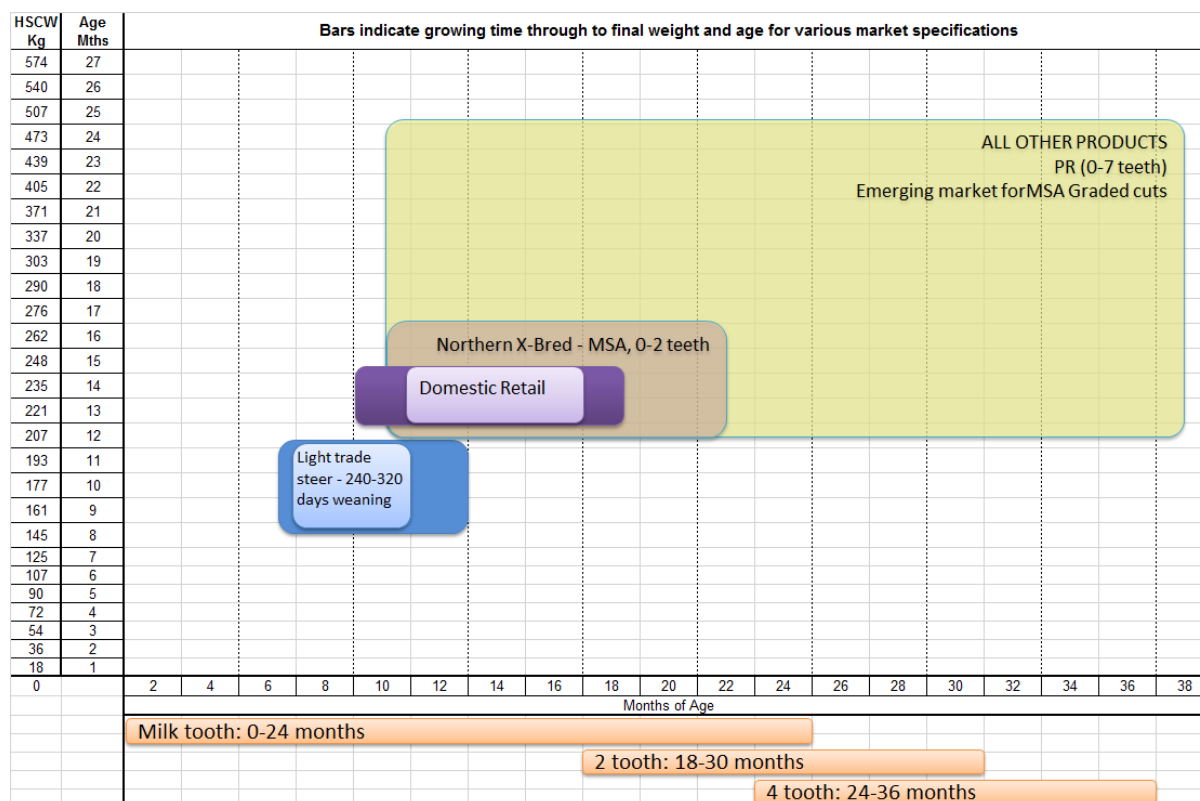 HSCW Age Bars indicate growing time through to final weight and age for various market specifications
Kg Mths
574 27
540 26
507 25
473 24
ALL OTHER PRODUCTS
439 23
PR (0-7 teeth)
405 22
Emerging market forMSA Graded cuts
371 21
337 20
303 19
290 18
276 17
262 16
Northern X-Bred - MSA, 0-2 teeth
248 15
235 14
Domestic Retail
221 13
207 12
193 11
Light trade
steer - 240-320
days weaning
177 10
161 9
145 8
125 7
107 6
90 5
72 4
54 3
36 2
18 1
0 2 4 6 8 10 12 14 16 18 20 22 24 26 28 30 32 34 36 38
Months of Age
Milk tooth: 0-24 months
2 tooth: 18-30 months
4 tooth: 24-36 months